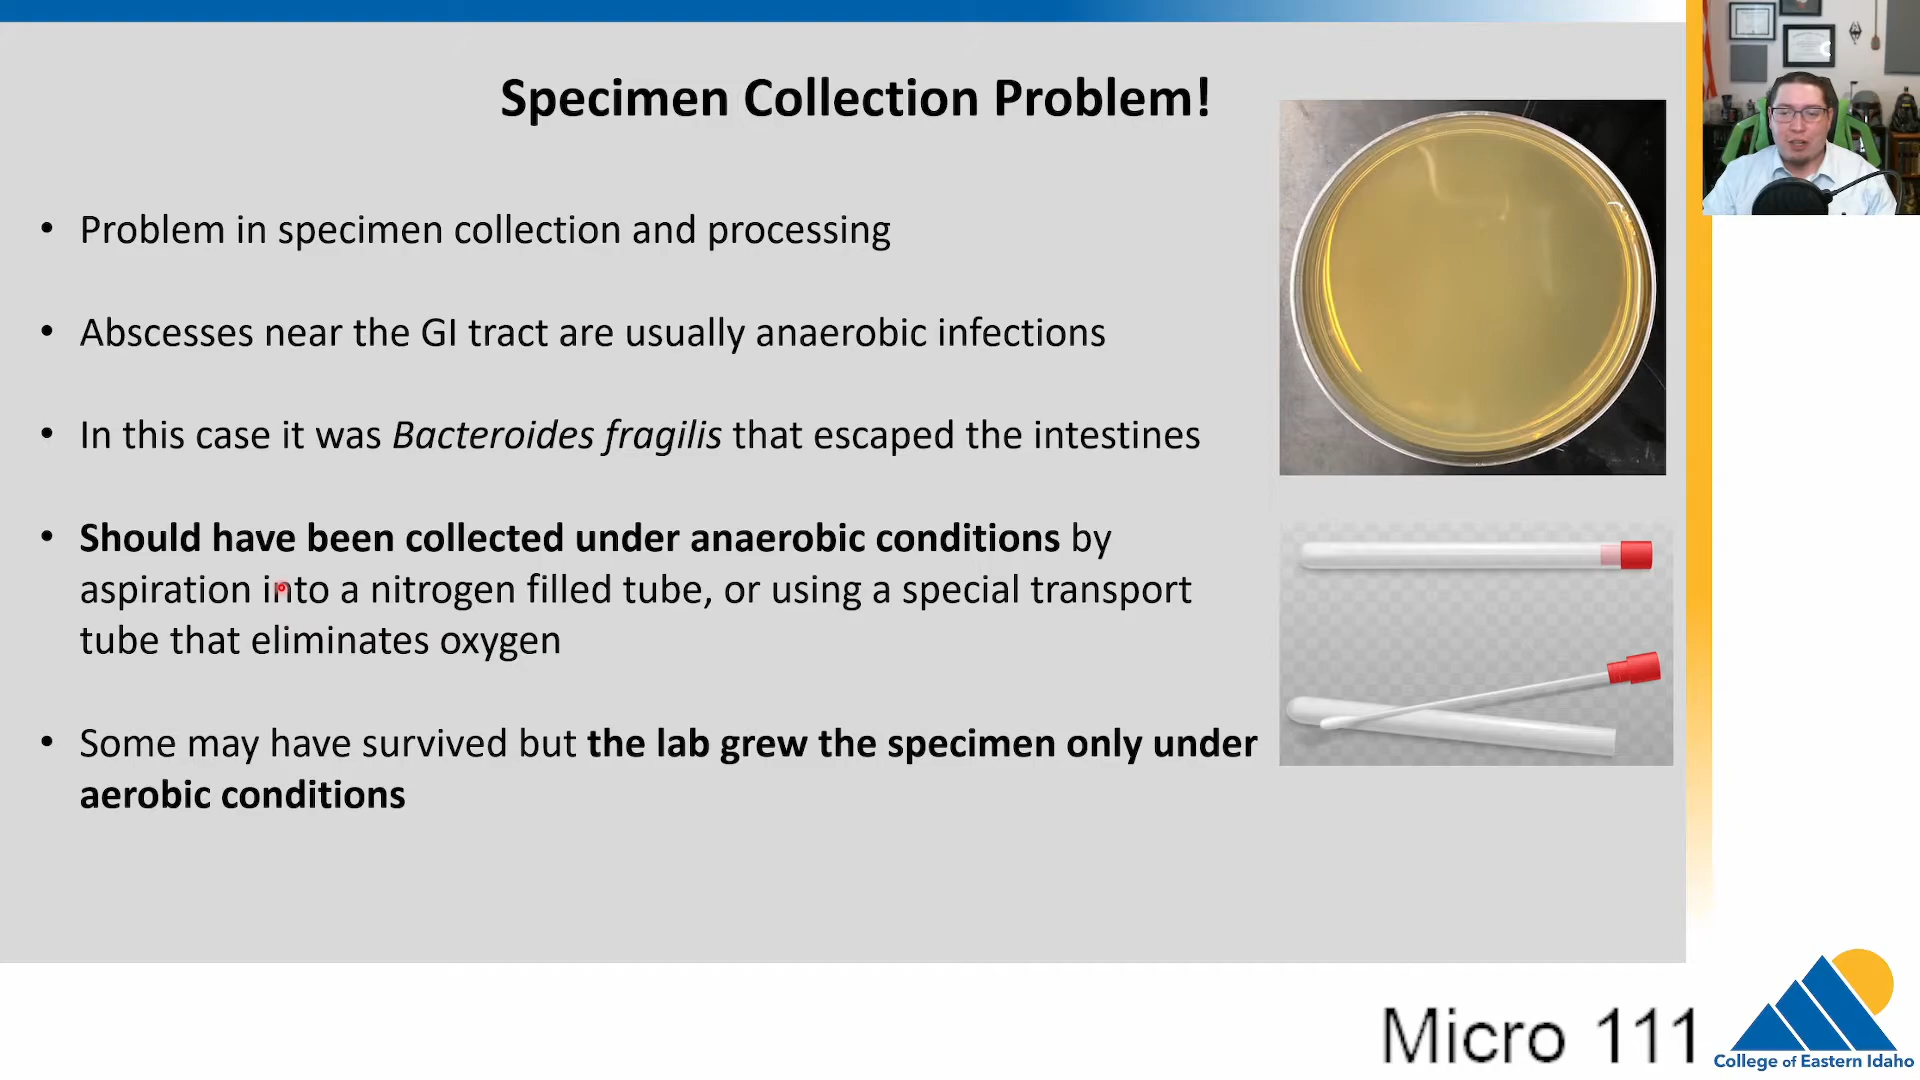 Specimen Collection Problem!
• Problem in specimen collection and processing
• Abscesses near the GI tract are usually anaerobic infections
• In this case it was Bacteroides fragilis that escaped the intestines
• Should have been collected under anaerobic conditions by
aspiration into a nitrogen filled tube, or using a special transport
tube that eliminates oxygen
• Some may have survived but the lab grew the specimen only under
aerobic conditions
Micro 111
College of Eastern Idaho